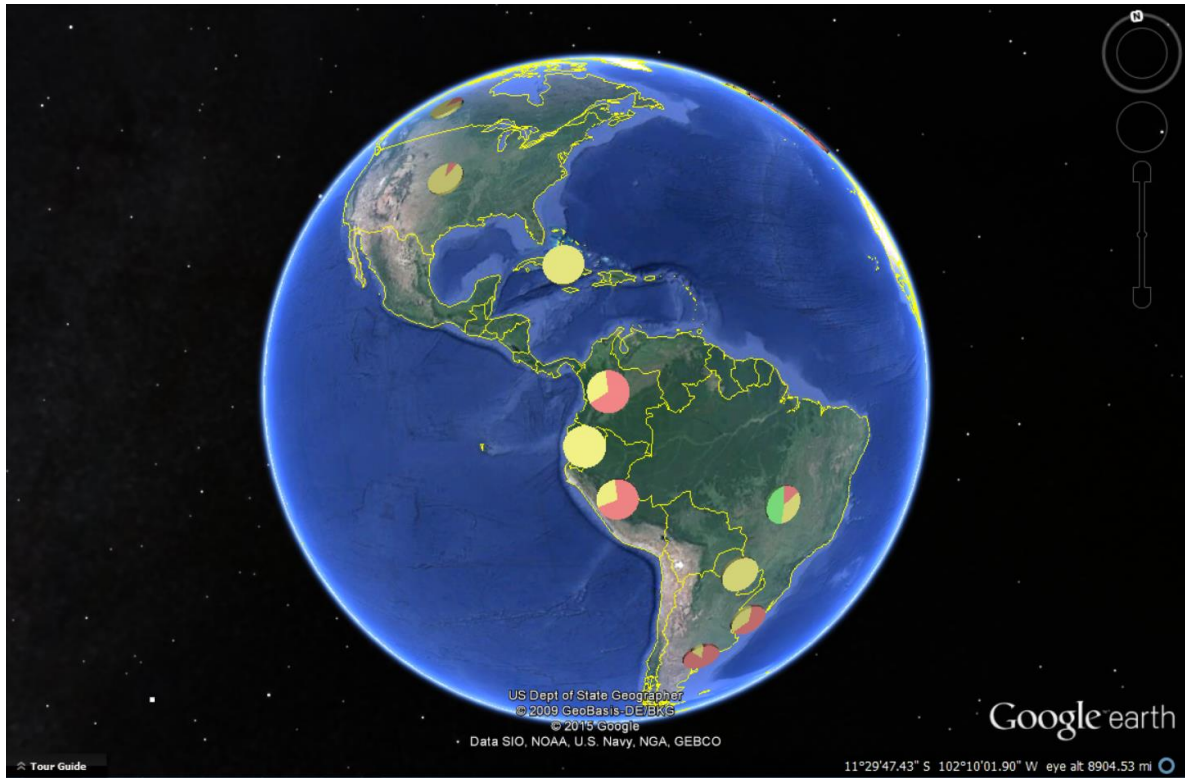 N
US Dept of State Geographer
© 2009 GeoBasis-DE/BKG
© 2015 Google
Data SIO, NOAA, U.S. Navy, NGA, GEBCO
Google earth
Tour Guide
11°29'47.43" S 102°10'01.90" W eye alt 8904.53 mi